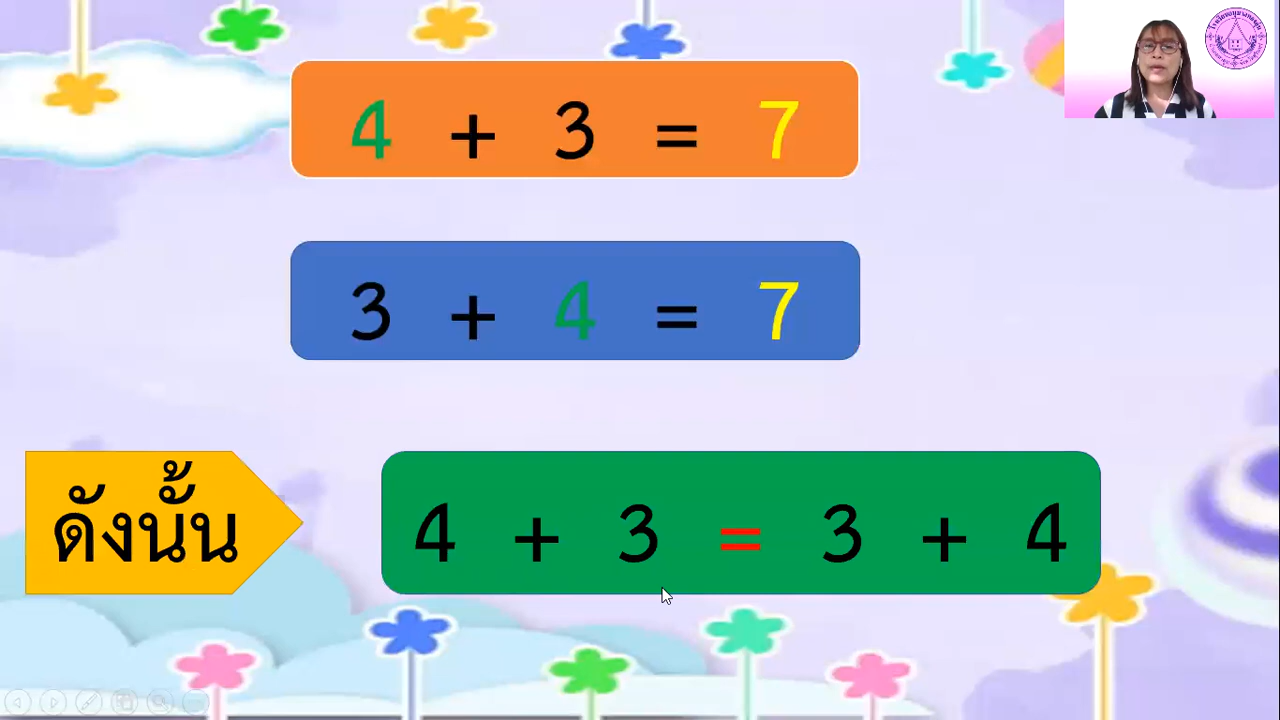 4 + 3 = 7
3 + 4 = 7
ดังนั้น
4 + 3 = 3 + 4